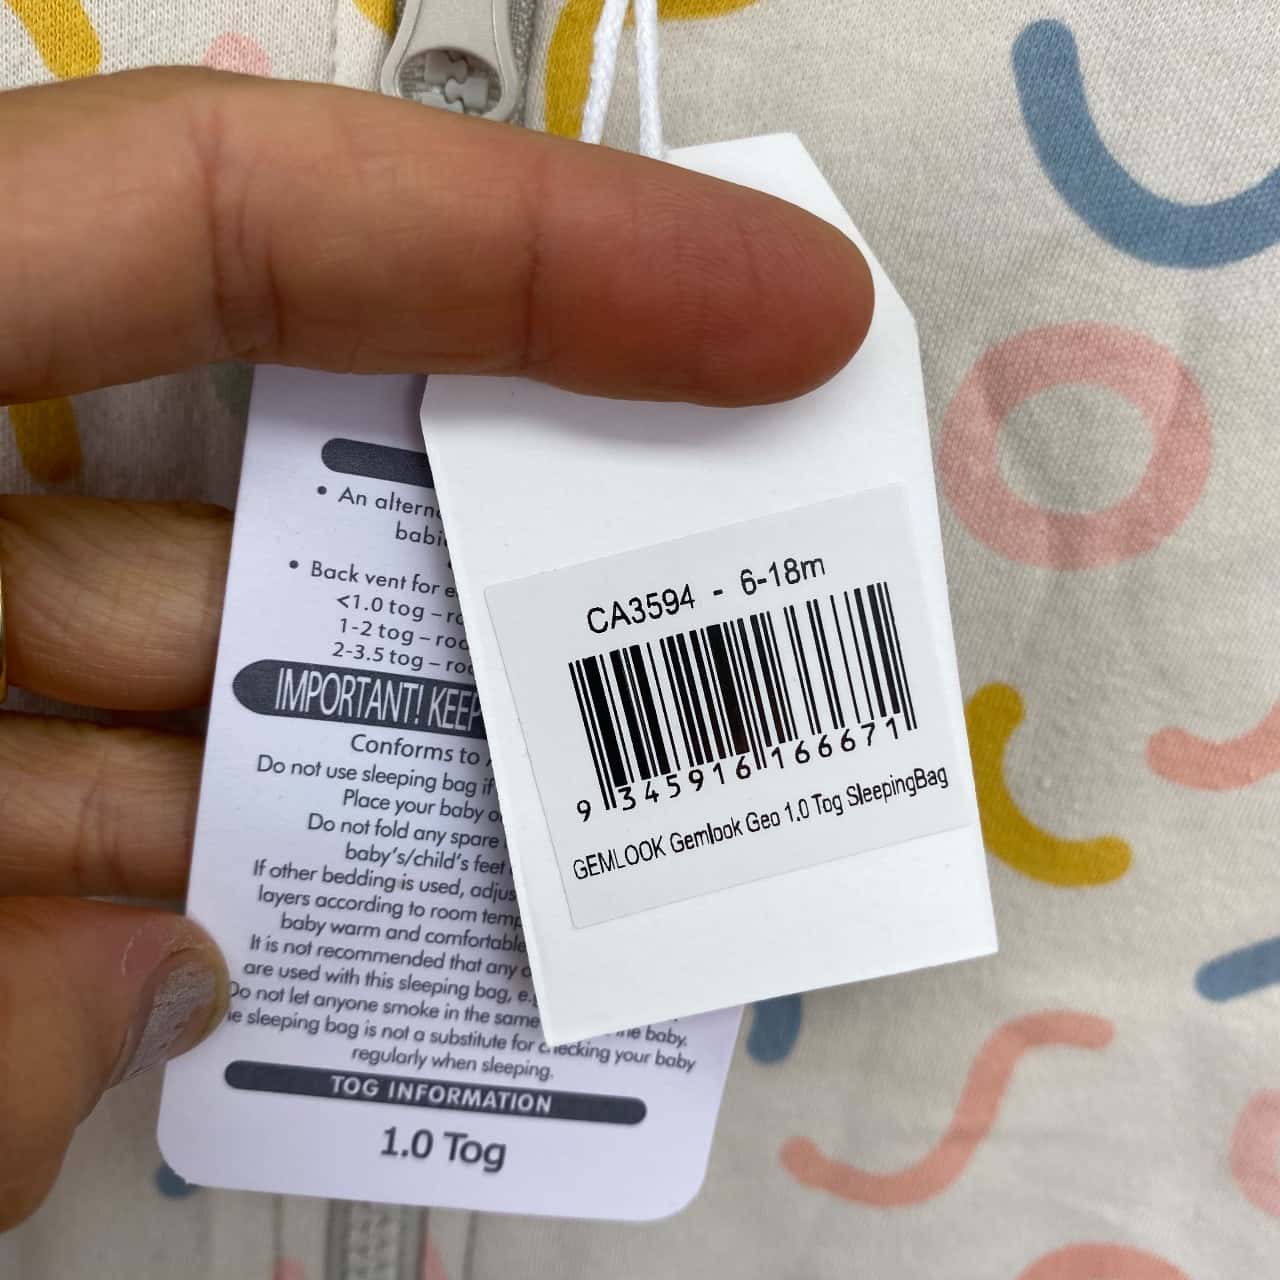 • An altern
babi
• Back vent for e
<1.0 tog – ro
1-2 tog – roo
2-3.5 tog – roo
IMPORTANT! KEEP
Conforms to
Do not use sleeping bag if
Place your baby o
Do not fold any spare
baby's/child's feet
If other bedding is used, adjus
layers according to room temp
baby warm and comfortable
It is not recommended that any
are used with this sleeping bag, e.
Do not let anyone smoke in the same the baby.
e sleeping bag is not a substitute for checking your baby
regularly when sleeping.
TOG INFORMATION
1.0 Tog
CA3594 - 6-18m
9 345916 166671
GEMLOOK Gemlook Geo 1.0 Tog SleepingBag